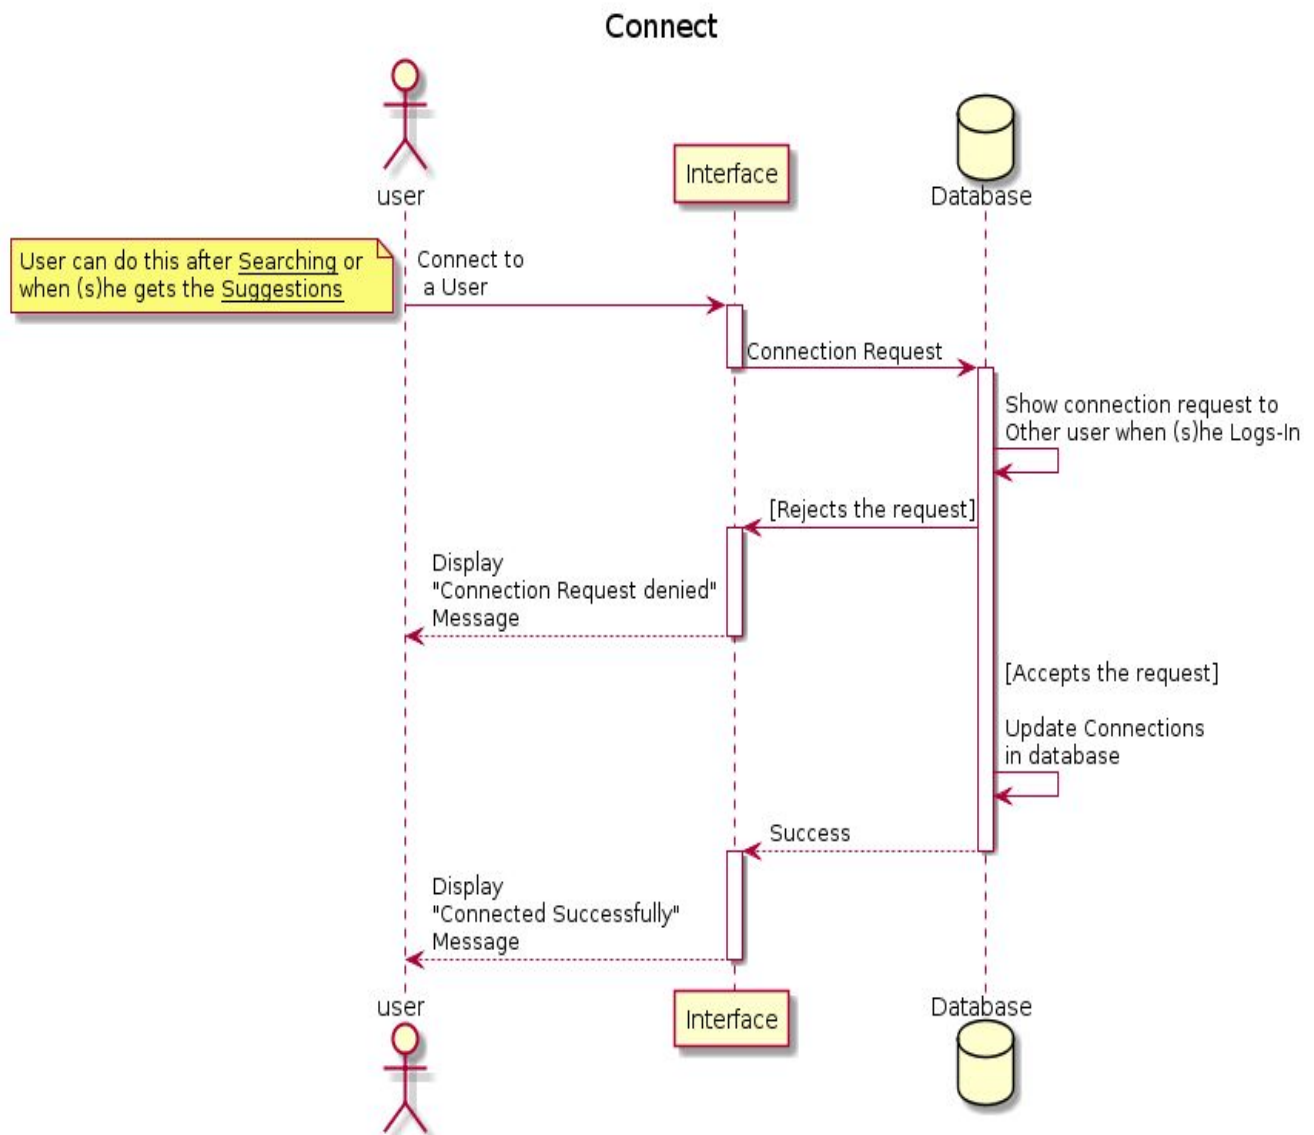 Connect
user
Interface
Database
User can do this after Searching or
when (s)he gets the Suggestions
Connect to
a User
Connection Request
Show connection request to
Other user when (s)he Logs-In
[Rejects the request]
Display
"Connection Request denied"
Message
[Accepts the request]
Update Connections
in database
Success
Display
"Connected Successfully"
Message
user
Interface
Database